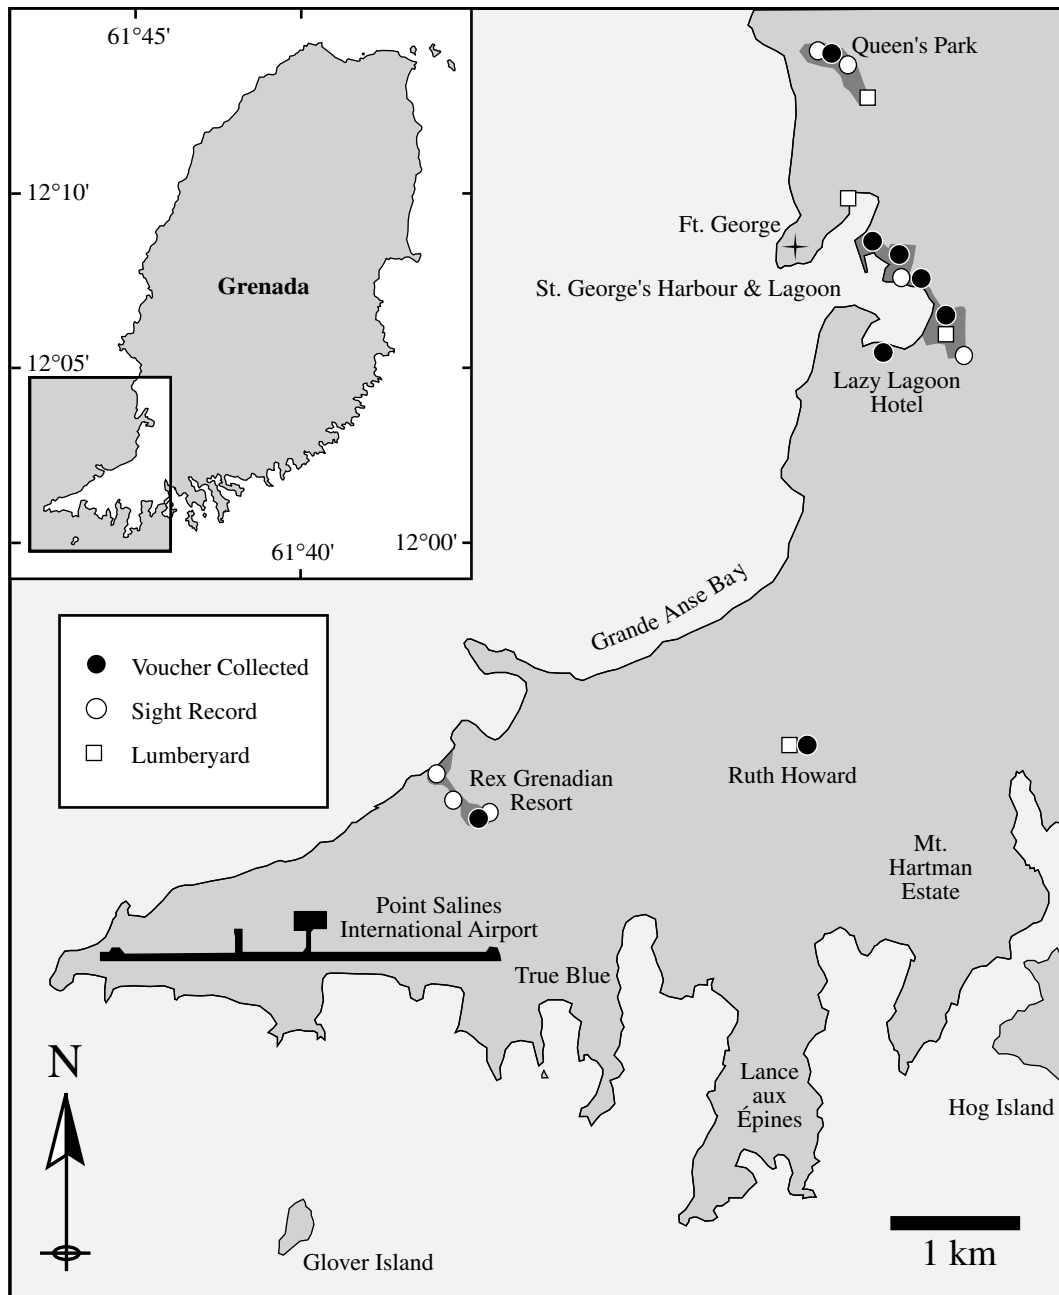 61°45'
12°10'
Grenada
12°05'
61°40'
12°00'
Queen's Park
Ft. George
St. George's Harbour & Lagoon
Lazy Lagoon
Hotel
Grande Anse Bay
Voucher Collected
Sight Record
Lumberyard
Rex Grenadian
Resort
Ruth Howard
Mt.
Hartman
Estate
Point Salines
International Airport
True Blue
Lance
aux
Épines
Hog Island
N
Glover Island
1 km